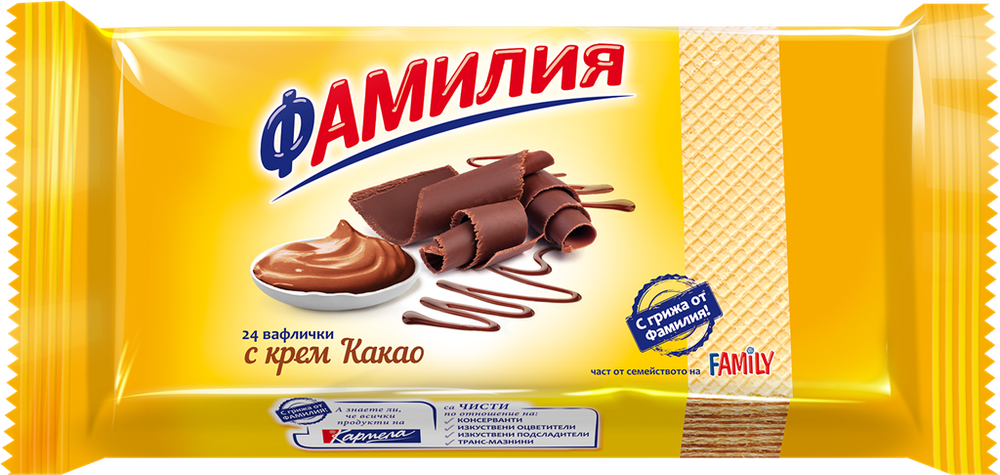 ФАМИЛИЯ
24 вафлички
с крем Какао
С грижа от
Фамилия!
част от семейството на FAMiLY
С грижа от
ФАМИЛИЯ!
А знаете ли,
че всички
продукти на
Кармела
са ЧИСТИ
по отношение на:
КОНСЕРВАНТИ
ИЗКУСТВЕНИ ОЦВЕТИТЕЛИ
ИЗКУСТВЕНИ ПОДСЛАДИТЕЛИ
ТРАНС-МАЗНИНИ